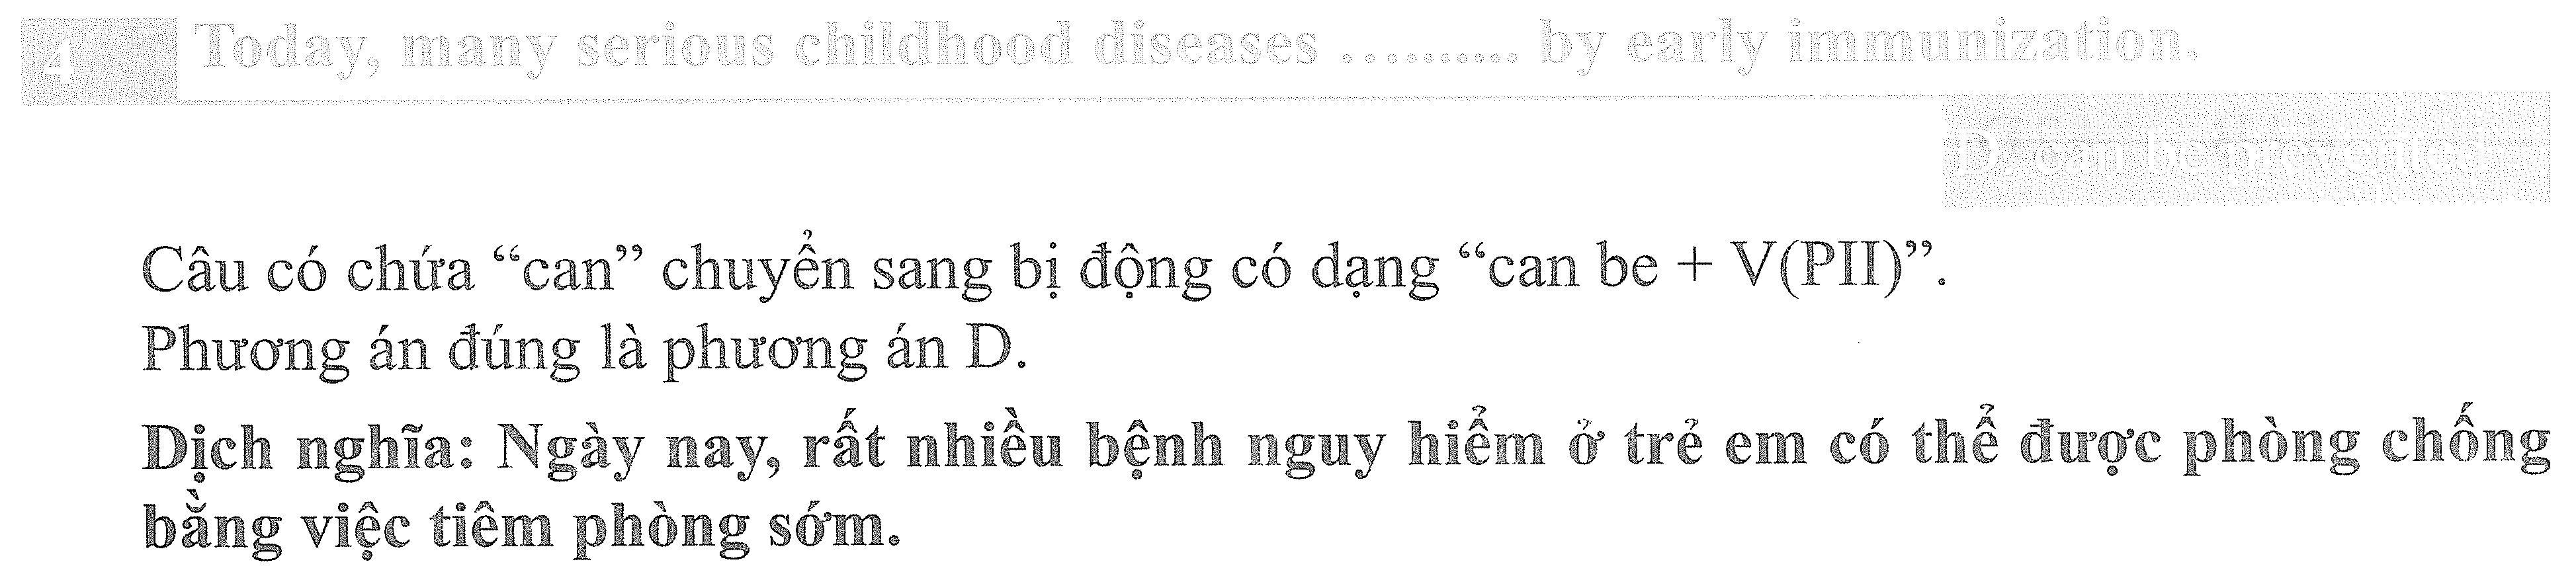 4 Today, many serious childhood diseases .......... by early immunization.
D. can be prevented
Câu có chứa “can” chuyển sang bị động có dạng “can be + V(PII)”.
Phương án đúng là phương án D.
Dịch nghĩa: Ngày nay, rất nhiều bệnh nguy hiểm ở trẻ em có thể được phòng chống
bằng việc tiêm phòng sớm.